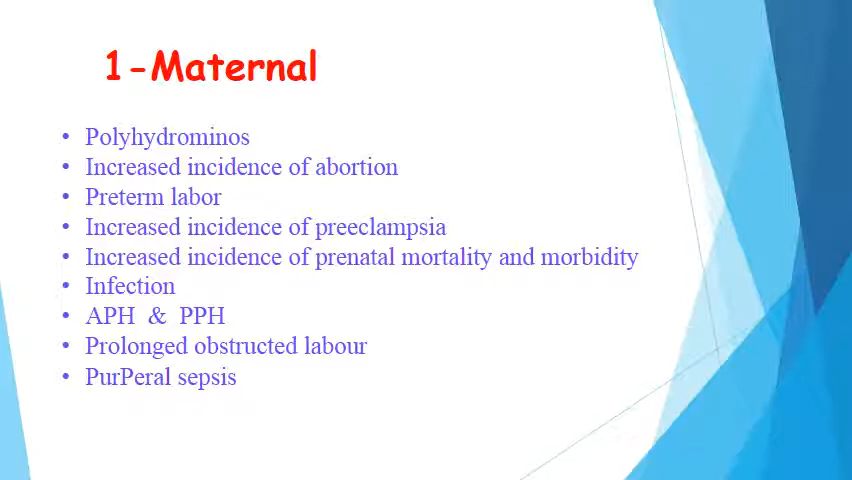 1-Maternal
• Polyhydrominos
• Increased incidence of abortion
• Preterm labor
• Increased incidence of preeclampsia
• Increased incidence of prenatal mortality and morbidity
• Infection
• APH & PPH
• Prolonged obstructed labour
• PurPeral sepsis